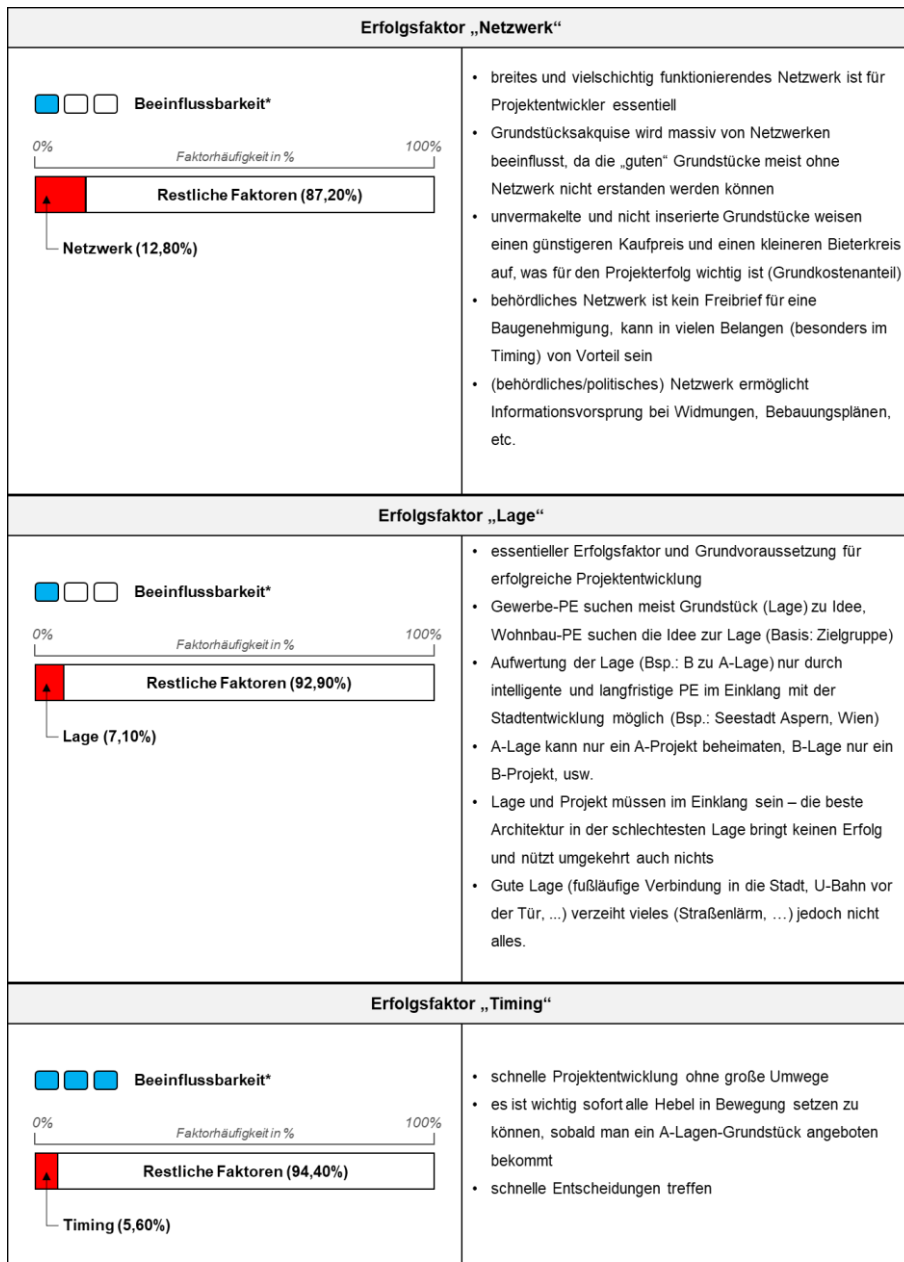 Erfolgsfaktor „Netzwerk“
Beeinflussbarkeit*
0%
100%
Faktorhäufigkeit in %
Restliche Faktoren (87,20%)
Netzwerk (12,80%)
• breites und vielschichtig funktionierendes Netzwerk ist für
Projektentwickler essentiell
• Grundstücksakquise wird massiv von Netzwerken
beeinflusst, da die „guten“ Grundstücke meist ohne
Netzwerk nicht erstanden werden können
• unvermakelte und nicht inserierte Grundstücke weisen
einen günstigeren Kaufpreis und einen kleineren Bieterkreis
auf, was für den Projekterfolg wichtig ist (Grundkostenanteil)
• behördliches Netzwerk ist kein Freibrief für eine
Baugenehmigung, kann in vielen Belangen (besonders im
Timing) von Vorteil sein
• (behördliches/politisches) Netzwerk ermöglicht
Informationsvorsprung bei Widmungen, Bebauungsplänen,
etc.
Erfolgsfaktor „Lage“
Beeinflussbarkeit*
0%
100%
Faktorhäufigkeit in %
Restliche Faktoren (92,90%)
Lage (7,10%)
• essentieller Erfolgsfaktor und Grundvoraussetzung für
erfolgreiche Projektentwicklung
• Gewerbe-PE suchen meist Grundstück (Lage) zu Idee,
Wohnbau-PE suchen die Idee zur Lage (Basis: Zielgruppe)
• Aufwertung der Lage (Bsp.: B zu A-Lage) nur durch
intelligente und langfristige PE im Einklang mit der
Stadtentwicklung möglich (Bsp.: Seestadt Aspern, Wien)
• A-Lage kann nur ein A-Projekt beheimaten, B-Lage nur ein
B-Projekt, usw.
• Lage und Projekt müssen im Einklang sein – die beste
Architektur in der schlechtesten Lage bringt keinen Erfolg
und nützt umgekehrt auch nichts
• Gute Lage (fußläufige Verbindung in die Stadt, U-Bahn vor
der Tür, ...) verzeiht vieles (Straßenlärm, …) jedoch nicht
alles.
Erfolgsfaktor „Timing“
Beeinflussbarkeit*
0%
100%
Faktorhäufigkeit in %
Restliche Faktoren (94,40%)
Timing (5,60%)
• schnelle Projektentwicklung ohne große Umwege
• es ist wichtig sofort alle Hebel in Bewegung setzen zu
können, sobald man ein A-Lagen-Grundstück angeboten
bekommt
• schnelle Entscheidungen treffen